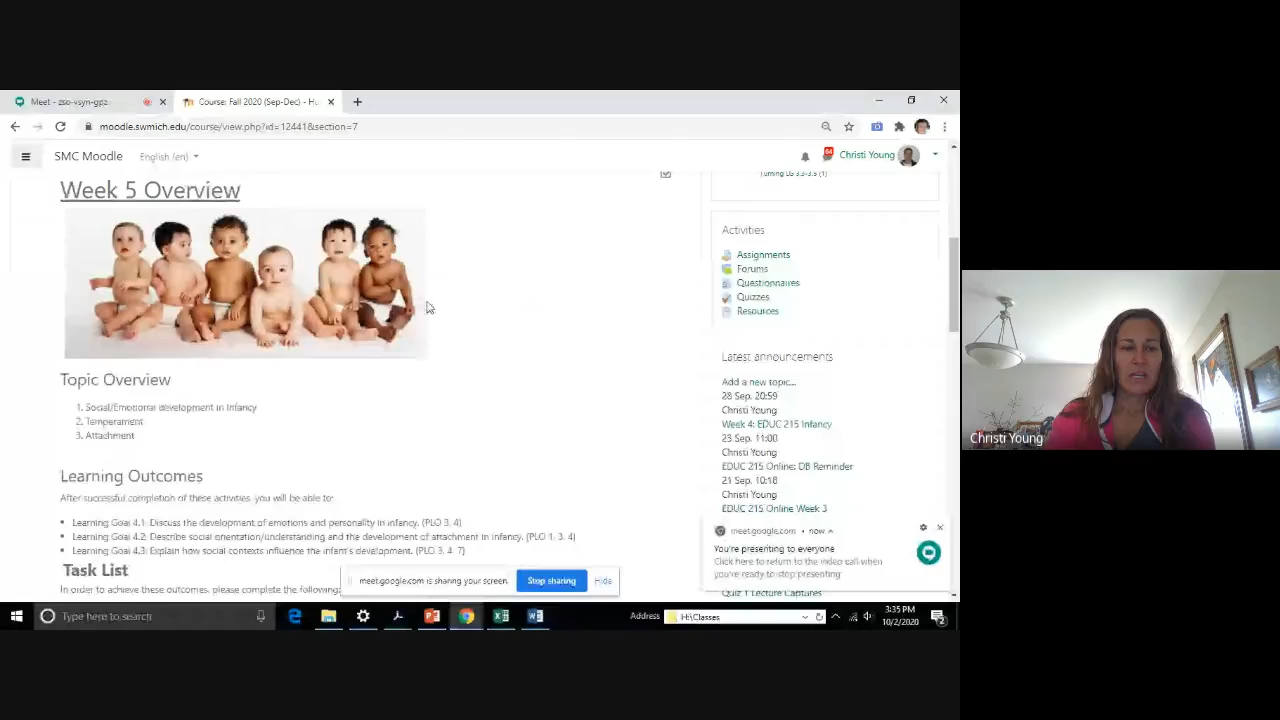 Meet - zso-vsyn-gpz
Course: Fall 2020 (Sep-Dec) - Hu
moodle.swmich.edu/course/view.php?id=12441&section=7
SMC Moodle
English (en)
64
Christi Young
Week 5 Overview
Topic Overview
1. Social/Emotional development in Infancy
2. Temperament
3. Attachment
Learning Outcomes
After successful completion of these activities, you will be able to:
Learning Goal 4.1: Discuss the development of emotions and personality in infancy. (PLO 3, 4)
Learning Goal 4.2: Describe social orientation/understanding and the development of attachment in infancy. (PLO 1, 3, 4)
Learning Goal 4.3: Explain how social contexts influence the infant's development. (PLO 3, 4, 7)
Task List
In order to achieve these outcomes, please complete the following:
Turning LG 3.3-3.5 (1)
Activities
Assignments
Forums
Questionnaires
Quizzes
Resources
Latest announcements
Add a new topic...
28 Sep, 20:59
Christi Young
Week 4: EDUC 215 Infancy
23 Sep, 11:00
Christi Young
EDUC 215 Online: DB Reminder
21 Sep, 10:18
Christi Young
EDUC 215 Online Week 3
meet.google.com • now
You're presenting to everyone
Click here to return to the video call when
you're ready to stop presenting
Quiz 1 Lecture Captures
meet.google.com is sharing your screen.
Stop sharing
Hide
Type here to search
Address
H:\Classes
3:35 PM
10/2/2020
2
Christi Young